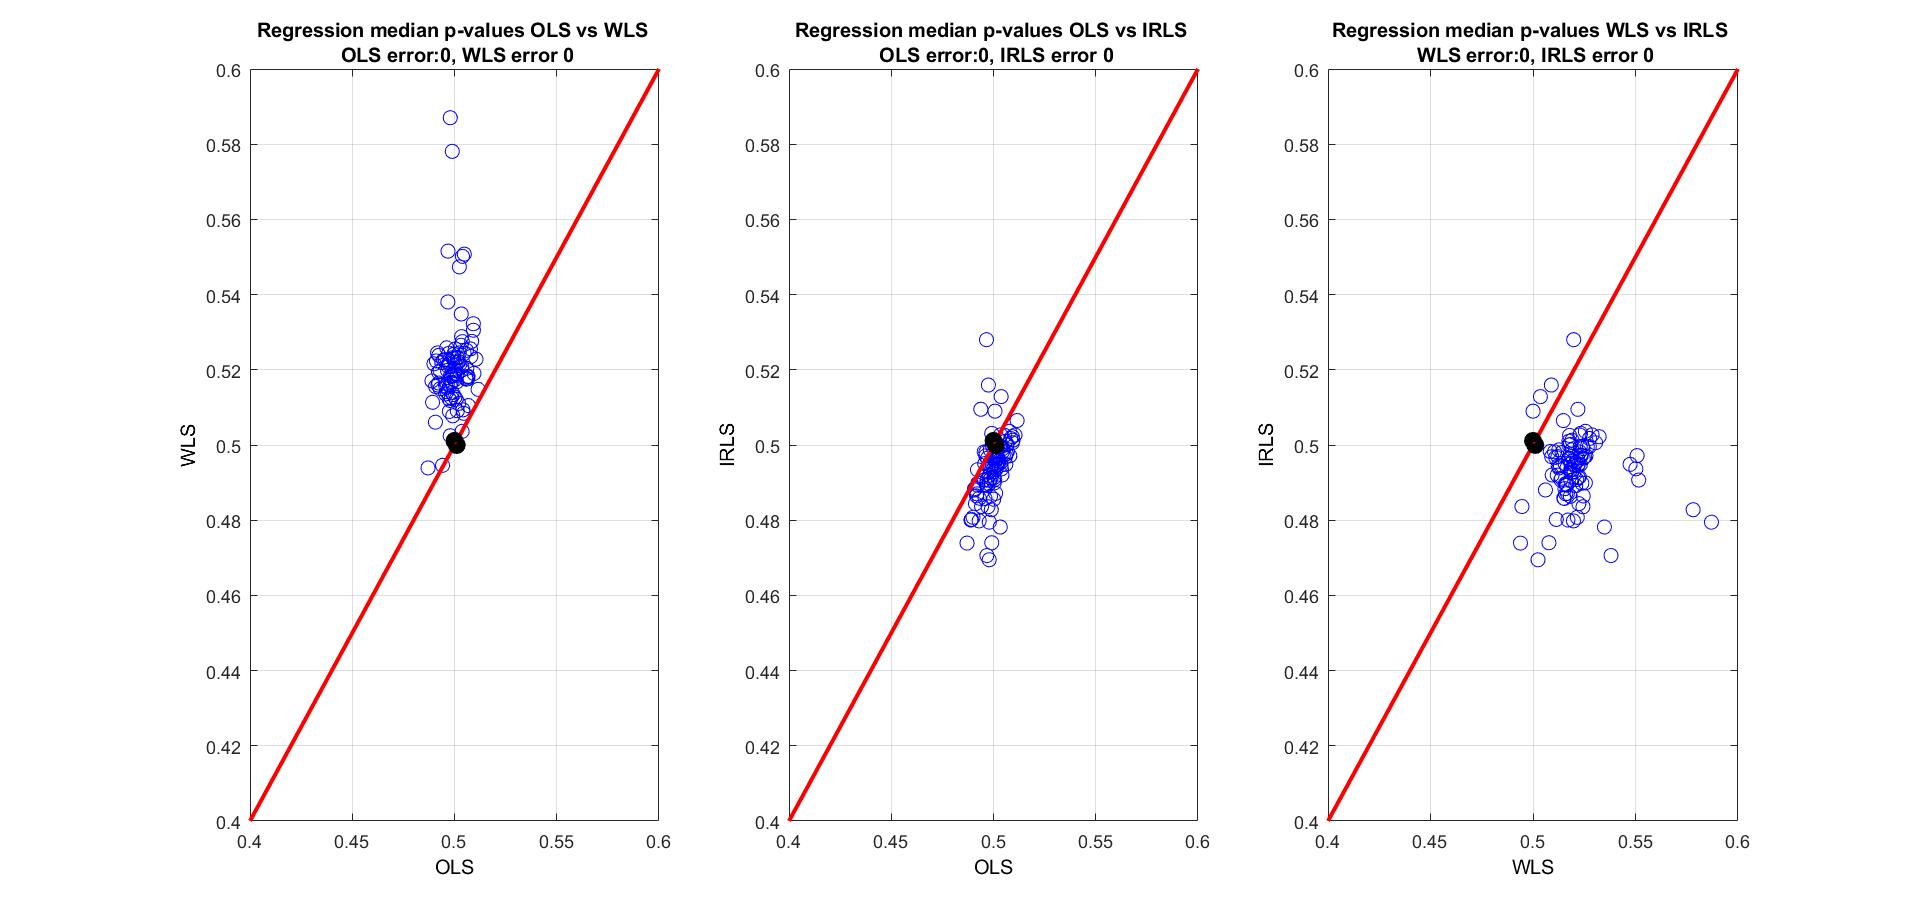 Regression median p-values OLS vs WLS
OLS error:0, WLS error 0
0.6
0.58
0.56
0.54
0.52
0.5
0.48
0.46
0.44
0.42
0.4
WLS
0.4 0.45 0.5 0.55 0.6
OLS
Regression median p-values OLS vs IRLS
OLS error:0, IRLS error 0
0.6
0.58
0.56
0.54
0.52
0.5
0.48
0.46
0.44
0.42
0.4
IRLS
0.4 0.45 0.5 0.55 0.6
OLS
Regression median p-values WLS vs IRLS
WLS error:0, IRLS error 0
0.6
0.58
0.56
0.54
0.52
0.5
0.48
0.46
0.44
0.42
0.4
IRLS
0.4 0.45 0.5 0.55 0.6
WLS